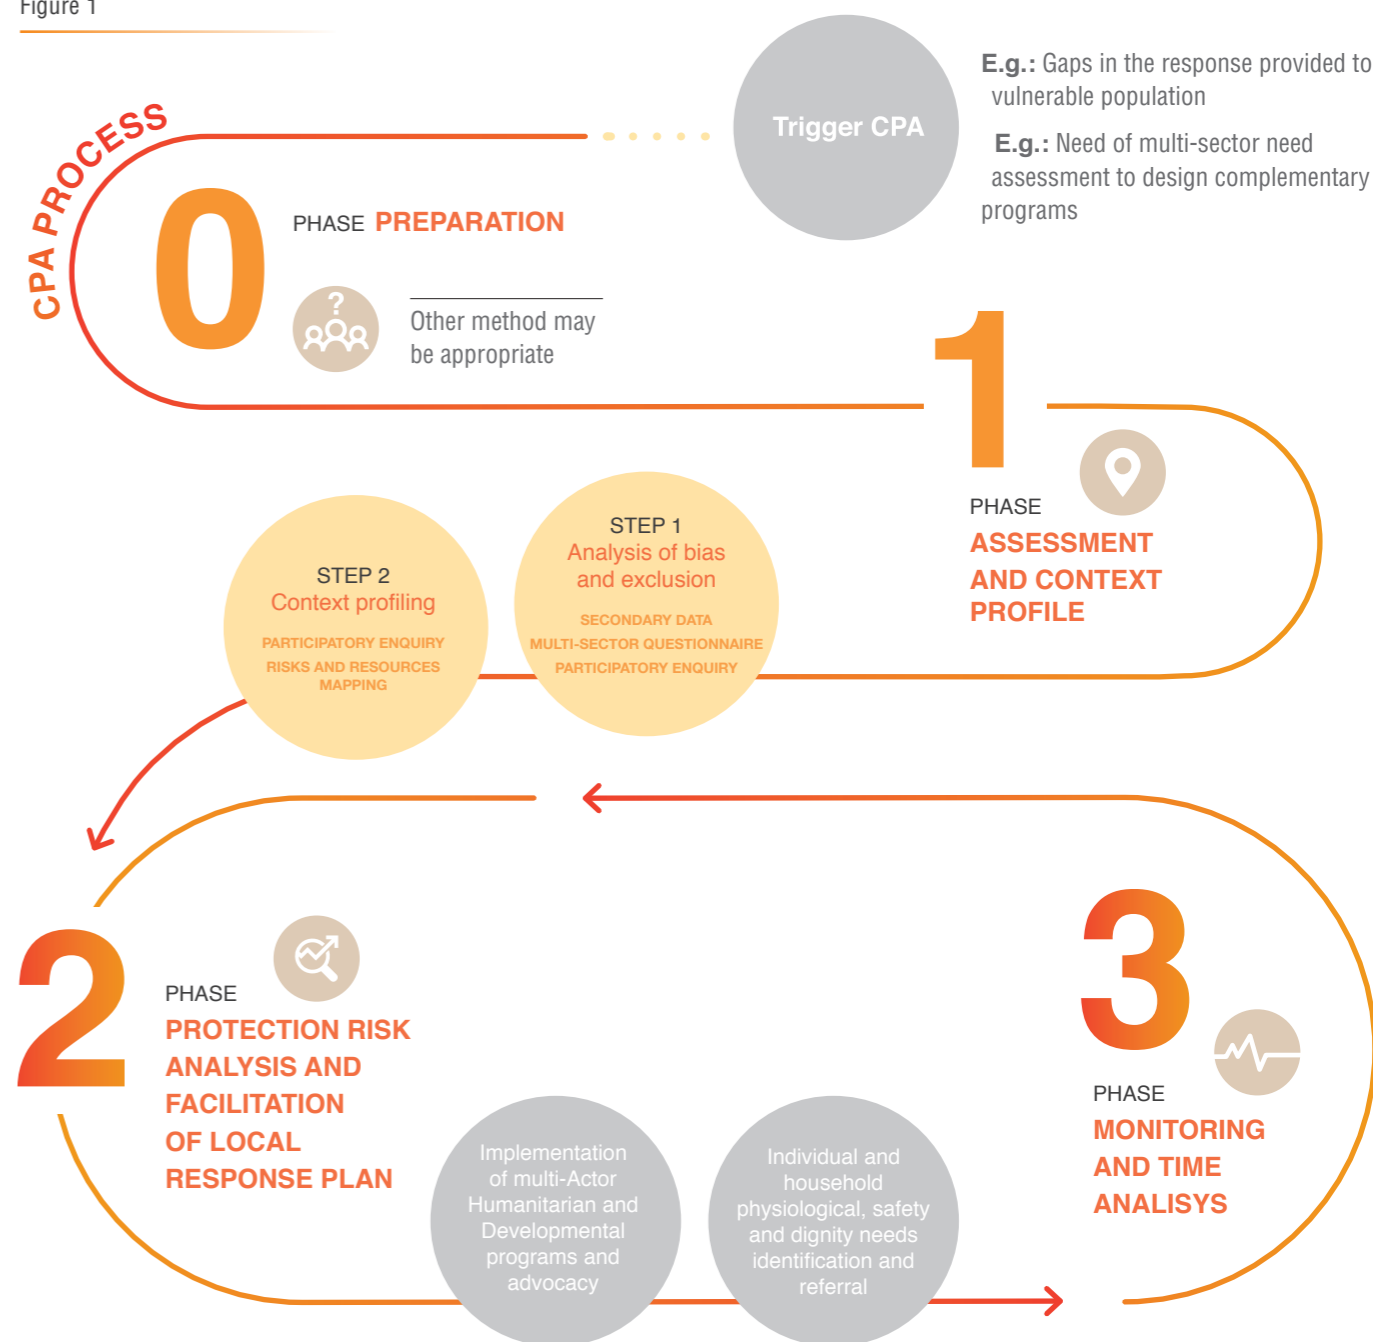 Figure 1
CPA PROCESS
Trigger CPA
E.g.: Gaps in the response provided to
vulnerable population
E.g.: Need of multi-sector need
assessment to design complementary
programs
0
PHASE PREPARATION
?
Other method may
be appropriate
1
PHASE
ASSESSMENT
AND CONTEXT
PROFILE
STEP 1
Analysis of bias
and exclusion
SECONDARY DATA
MULTI-SECTOR QUESTIONNAIRE
PARTICIPATORY ENQUIRY
STEP 2
Context profiling
PARTICIPATORY ENQUIRY
RISKS AND RESOURCES
MAPPING
2
PHASE
PROTECTION RISK
ANALYSIS AND
FACILITATION
OF LOCAL
RESPONSE PLAN
Implementation
of multi-Actor
Humanitarian and
Developmental
programs and
advocacy
Individual and
household
physiological, safety
and dignity needs
identification and
referral
3
PHASE
MONITORING
AND TIME
ANALISYS